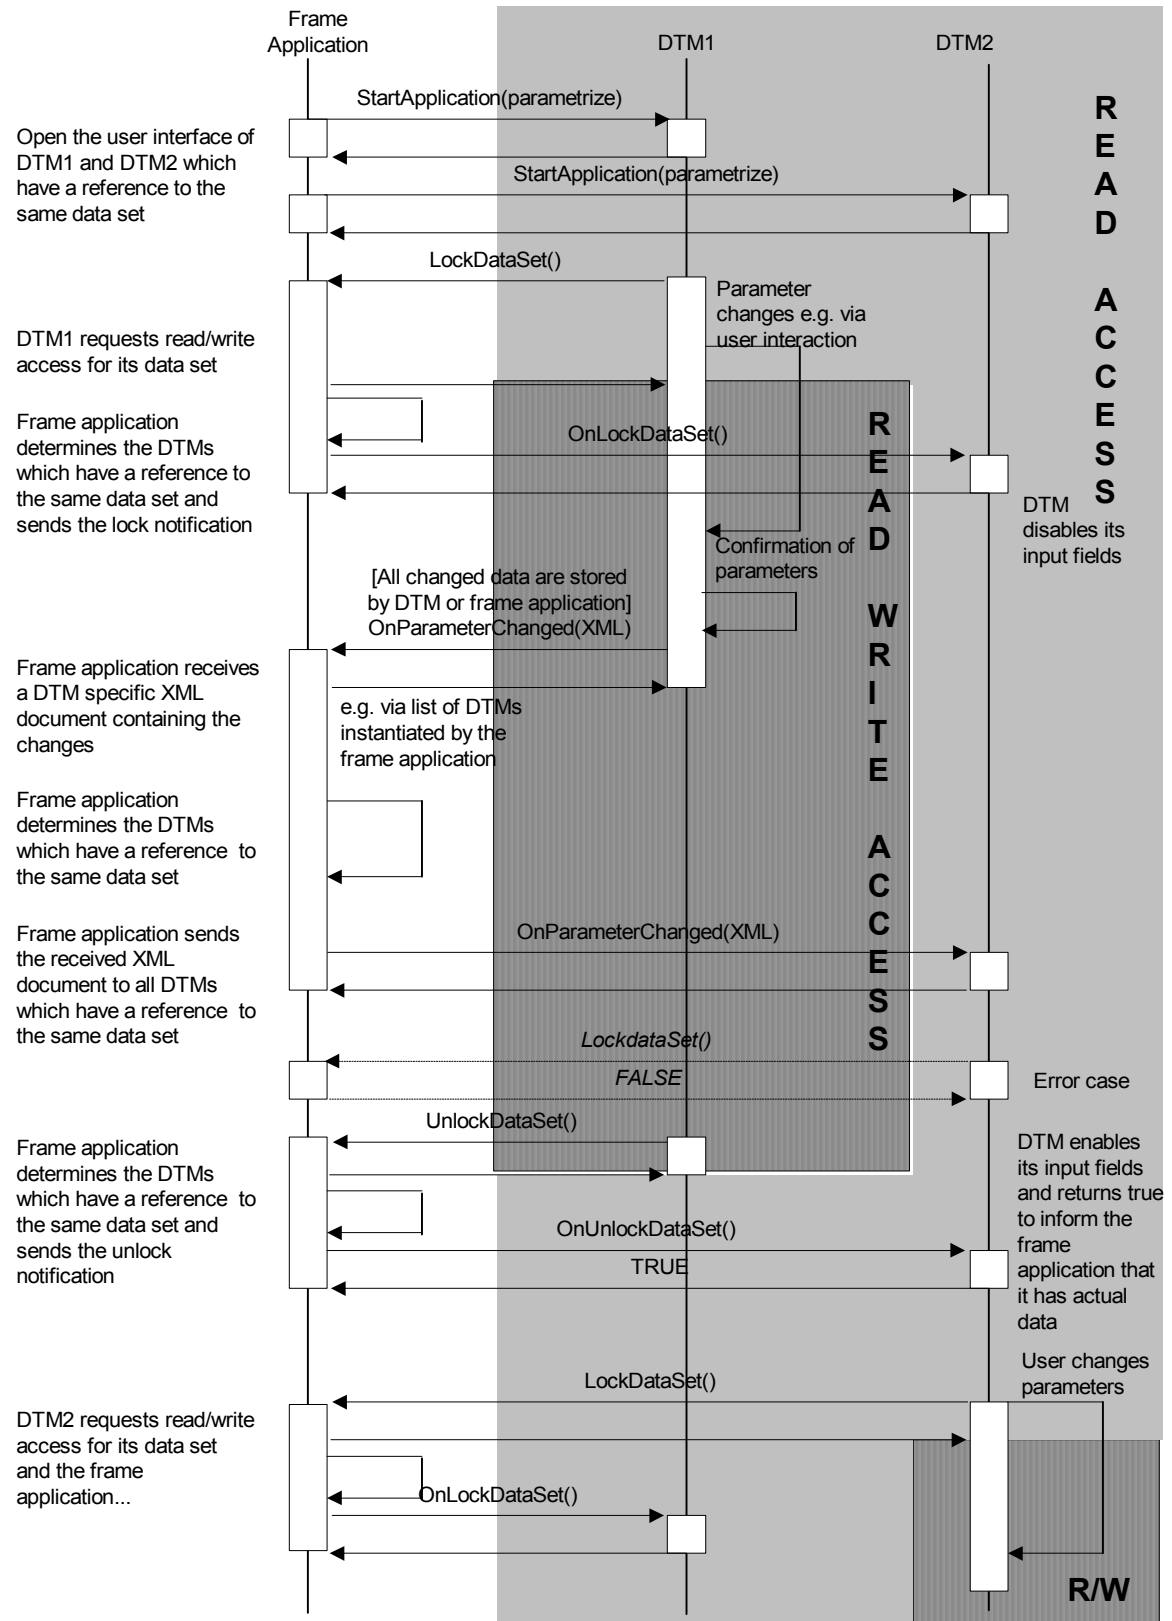 Frame
Application
DTM1
DTM2
StartApplication(parametrize)
Open the user interface of
DTM1 and DTM2 which
have a reference to the
same data set
StartApplication(parametrize)
R
E
A
D
A
C
C
E
S
S
LockDataSet()
Parameter
changes e.g. via
user interaction
DTM1 requests read/write
access for its data set
Frame application
determines the DTMs
which have a reference to
the same data set and
sends the lock notification
OnLockDataSet()
R
E
A
D
W
R
I
T
E
A
C
C
E
S
S
DTM
disables its
input fields
Confirmation of
parameters
[All changed data are stored
by DTM or frame application]
OnParameterChanged(XML)
Frame application receives
a DTM specific XML
document containing the
changes
e.g. via list of DTMs
instantiated by the
frame application
Frame application
determines the DTMs
which have a reference to
the same data set
Frame application sends
the received XML
document to all DTMs
which have a reference to
the same data set
OnParameterChanged(XML)
LockdataSet()
FALSE
Error case
UnlockDataSet()
Frame application
determines the DTMs
which have a reference to
the same data set and
sends the unlock
notification
DTM enables
its input fields
and returns true
to inform the
frame
application that
it has actual
data
OnUnlockDataSet()
TRUE
User changes
parameters
LockDataSet()
DTM2 requests read/write
access for its data set
and the frame
application...
OnLockDataSet()
R/W